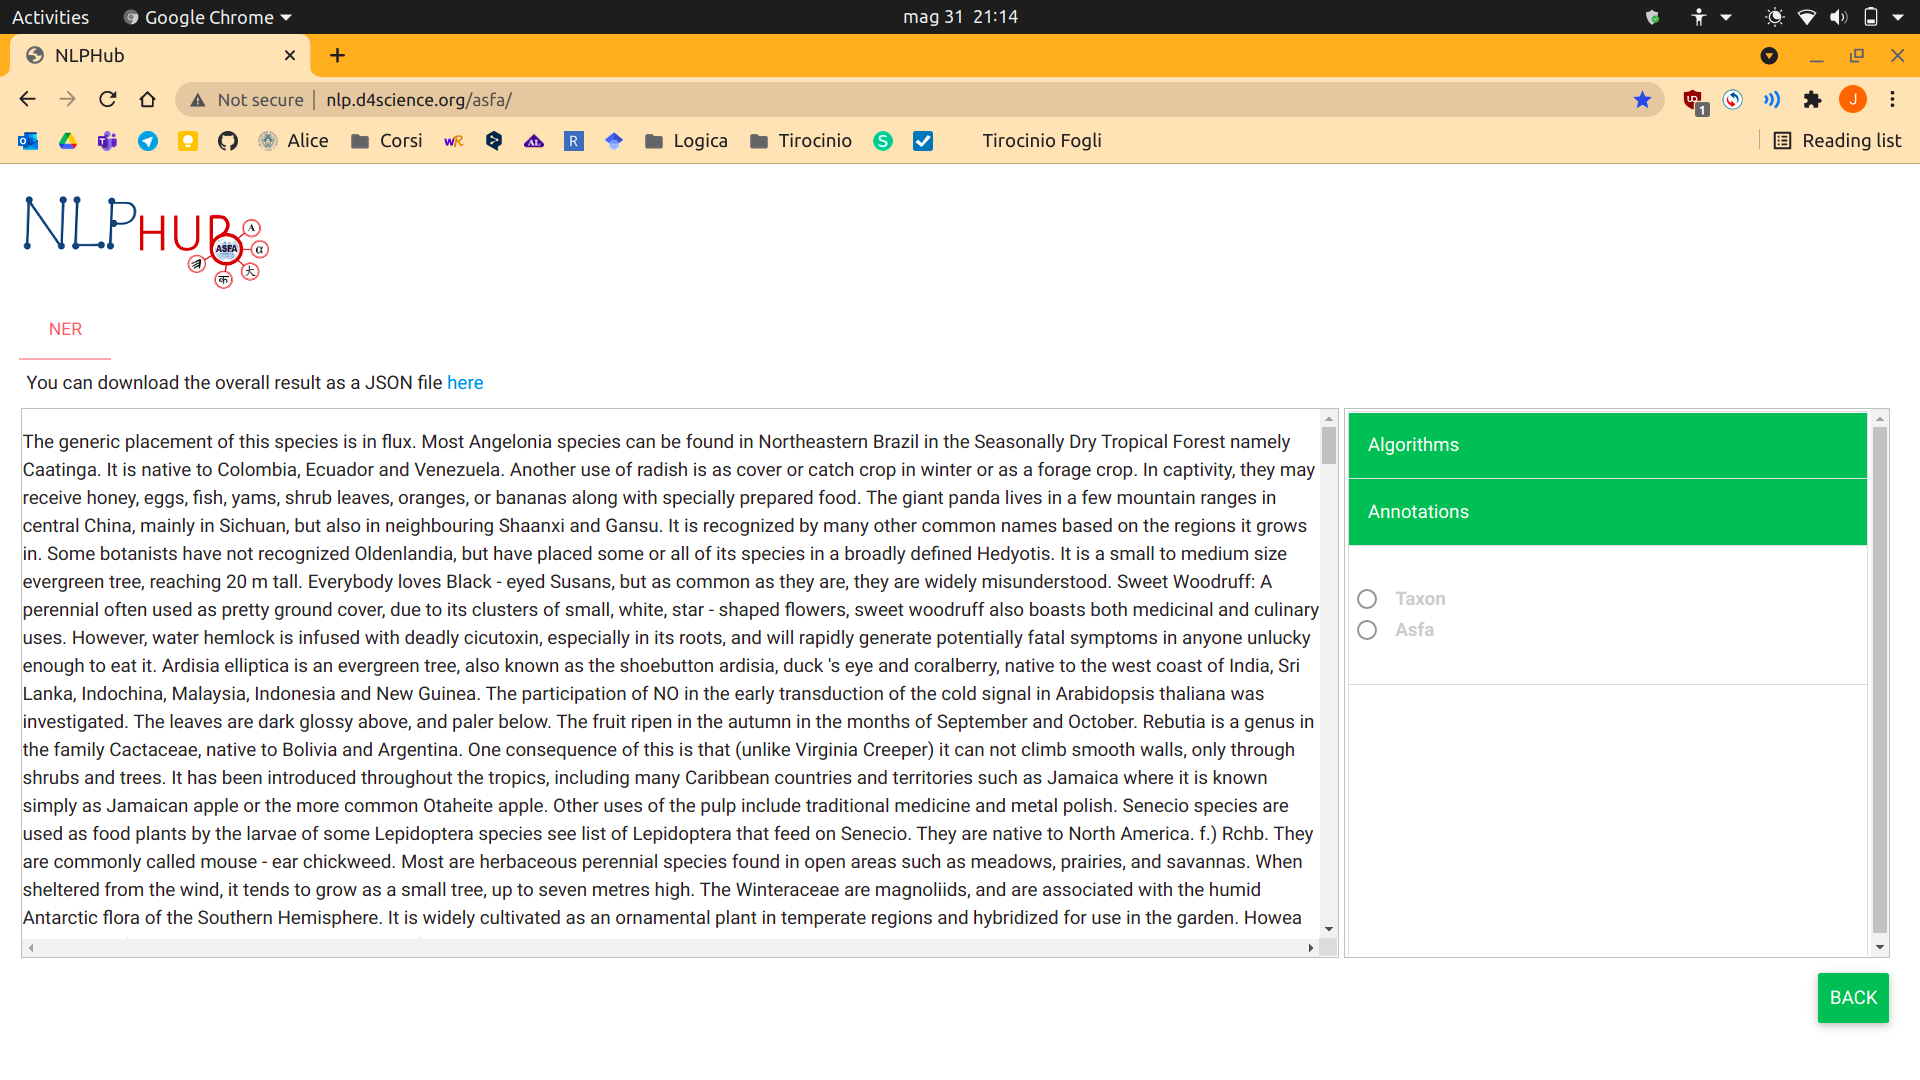 Activities Google Chrome mag 31 21:14
NLPHub
Not secure nlp.d4science.org/asfa/ 1 J
Alice Corsi WR AL R Logica Tirocinio S Tirocinio Fogli Reading list
NLPHUB
ASFA
A
α
大
क
NER
You can download the overall result as a JSON file here
The generic placement of this species is in flux. Most Angelonia species can be found in Northeastern Brazil in the Seasonally Dry Tropical Forest namely
Caatinga. It is native to Colombia, Ecuador and Venezuela. Another use of radish is as cover or catch crop in winter or as a forage crop. In captivity, they may
receive honey, eggs, fish, yams, shrub leaves, oranges, or bananas along with specially prepared food. The giant panda lives in a few mountain ranges in
central China, mainly in Sichuan, but also in neighbouring Shaanxi and Gansu. It is recognized by many other common names based on the regions it grows
in. Some botanists have not recognized Oldenlandia, but have placed some or all of its species in a broadly defined Hedyotis. It is a small to medium size
evergreen tree, reaching 20 m tall. Everybody loves Black - eyed Susans, but as common as they are, they are widely misunderstood. Sweet Woodruff: A
perennial often used as pretty ground cover, due to its clusters of small, white, star - shaped flowers, sweet woodruff also boasts both medicinal and culinary
uses. However, water hemlock is infused with deadly cicutoxin, especially in its roots, and will rapidly generate potentially fatal symptoms in anyone unlucky
enough to eat it. Ardisia elliptica is an evergreen tree, also known as the shoebutton ardisia, duck 's eye and coralberry, native to the west coast of India, Sri
Lanka, Indochina, Malaysia, Indonesia and New Guinea. The participation of NO in the early transduction of the cold signal in Arabidopsis thaliana was
investigated. The leaves are dark glossy above, and paler below. The fruit ripen in the autumn in the months of September and October. Rebutia is a genus in
the family Cactaceae, native to Bolivia and Argentina. One consequence of this is that (unlike Virginia Creeper) it can not climb smooth walls, only through
shrubs and trees. It has been introduced throughout the tropics, including many Caribbean countries and territories such as Jamaica where it is known
simply as Jamaican apple or the more common Otaheite apple. Other uses of the pulp include traditional medicine and metal polish. Senecio species are
used as food plants by the larvae of some Lepidoptera species see list of Lepidoptera that feed on Senecio. They are native to North America. f.) Rchb. They
are commonly called mouse - ear chickweed. Most are herbaceous perennial species found in open areas such as meadows, prairies, and savannas. When
sheltered from the wind, it tends to grow as a small tree, up to seven metres high. The Winteraceae are magnoliids, and are associated with the humid
Antarctic flora of the Southern Hemisphere. It is widely cultivated as an ornamental plant in temperate regions and hybridized for use in the garden. Howea
Algorithms
Annotations
Taxon
Asfa
BACK